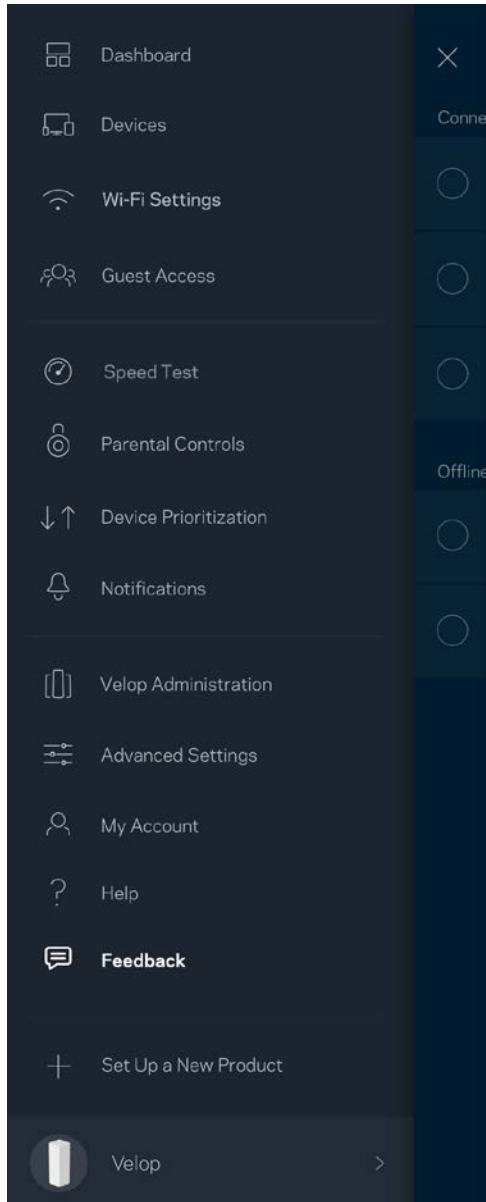 Dashboard
Devices
Wi-Fi Settings
Guest Access
Speed Test
Parental Controls
Device Prioritization
Notifications
Velop Administration
Advanced Settings
My Account
Help
Feedback
Set Up a New Product
Velop
Conne
Offline